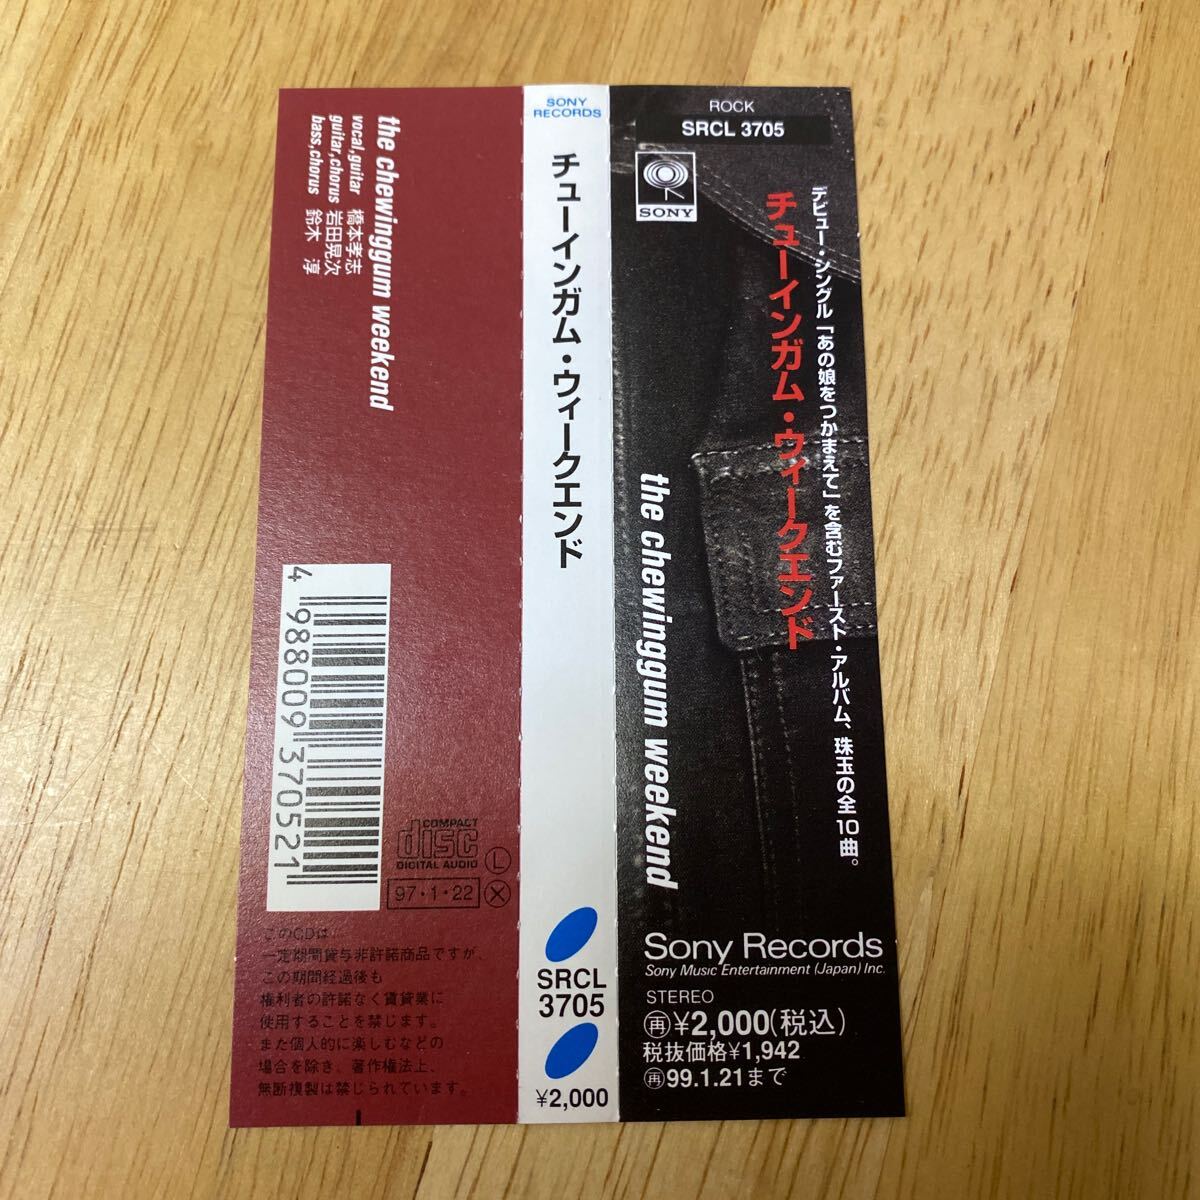 the chewinggum weekend
vocal,guitar 橋本孝志
guitar,chorus 岩田晃次
bass,chorus 鈴木 淳
4 988009 370521
COMPACT
disc
DIGITAL AUDIO
Ⓛ
97・1・22 Ⓧ
このCDは
一定期間貸与非許諾商品ですが、
この期間経過後も
権利者の許諾なく賃貸業に
使用することを禁じます。
また個人的に楽しむなどの
場合を除き、著作権法上、
無断複製は禁じられています。
SONY
RECORDS
チューインガム・ウィークエンド
SRCL
3705
¥2,000
ROCK
SRCL 3705
SONY
デビュー・シングル「あの娘をつかまえて」を含むファースト・アルバム、珠玉の全10曲。
チューインガム・ウィークエンド
the chewinggum weekend
Sony Records
Sony Music Entertainment (Japan) Inc.
STEREO
㊢¥2,000(税込)
税抜価格¥1,942
㊢99.1.21まで